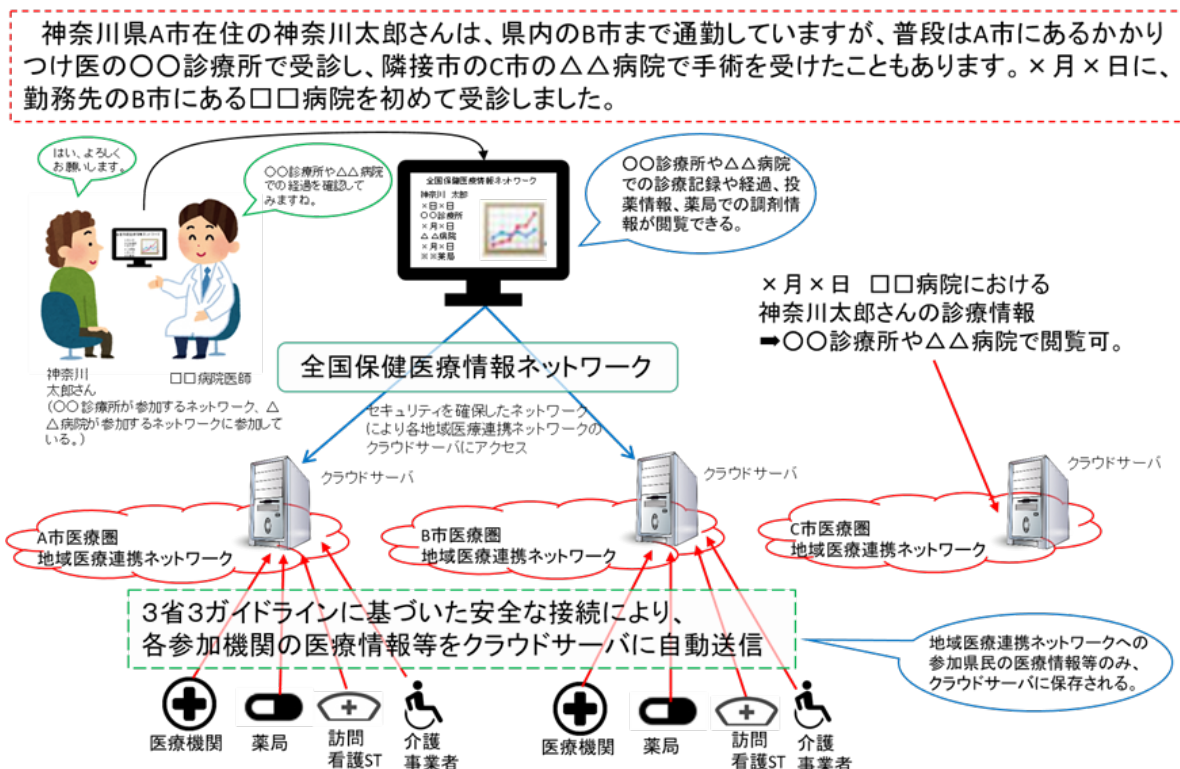 神奈川県A市在住の神奈川太郎さんは、県内のB市まで通勤していますが、普段はA市にあるかかり
つけ医の〇〇診療所で受診し、隣接市のC市の△△病院で手術を受けたこともあります。×月×日に、
勤務先のB市にある□□病院を初めて受診しました。
はい、よろしく
お願いします。
〇〇診療所や△△病院
での経過を確認して
みますね。
全国保健医療情報ネットワーク
神奈川 太郎
×日×日
〇〇診療所
×月×日
△△病院
×月×日
※※薬局
〇〇診療所や△△病院
での診療記録や経過、投
薬情報、薬局での調剤情
報が閲覧できる。
×月×日 □□病院における
神奈川太郎さんの診療情報
➡〇〇診療所や△△病院で閲覧可。
神奈川
太郎さん
□□病院医師
(〇〇診療所が参加するネットワーク、△
△病院が参加するネットワークに参加して
いる。)
全国保健医療情報ネットワーク
セキュリティを確保したネットワーク
により各地域医療連携ネットワークの
クラウドサーバにアクセス
クラウドサーバ
クラウドサーバ
クラウドサーバ
A市医療圏
地域医療連携ネットワーク
B市医療圏
地域医療連携ネットワーク
C市医療圏
地域医療連携ネットワーク
3省3ガイドラインに基づいた安全な接続により、
各参加機関の医療情報等をクラウドサーバに自動送信
地域医療連携ネットワークへの
参加県民の医療情報等のみ、
クラウドサーバに保存される。
医療機関
薬局
訪問
看護ST
介護
事業者
医療機関
薬局
訪問
看護ST
介護
事業者